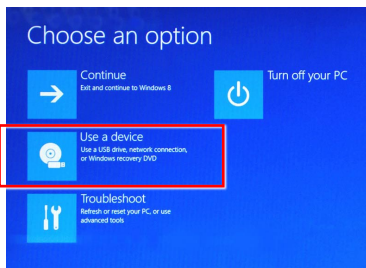 Choose an option
Continue
Exit and continue to Windows 8
Turn off your PC
Use a device
Use a USB drive, network connection,
or Windows recovery DVD
Troubleshoot
Refresh or reset your PC, or use
advanced tools